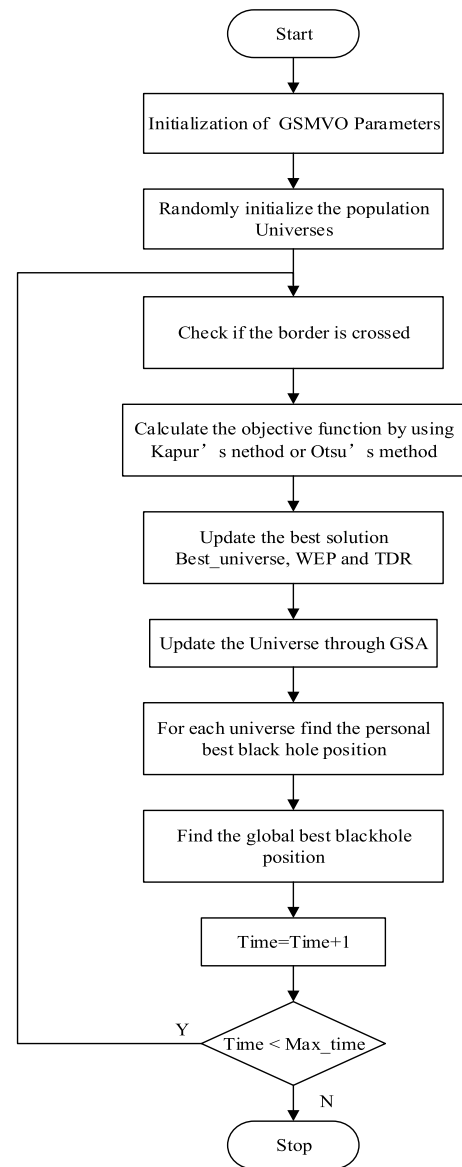 Start
Initialization of GSMVO Parameters
Randomly initialize the population
Universes
Check if the border is crossed
Calculate the objective function by using
Kapur’s nethod or Otsu’s method
Update the best solution
Best_universe, WEP and TDR
Update the Universe through GSA
For each universe find the personal
best black hole position
Find the global best blackhole
position
Time=Time+1
Y
Time < Max_time
N
Stop